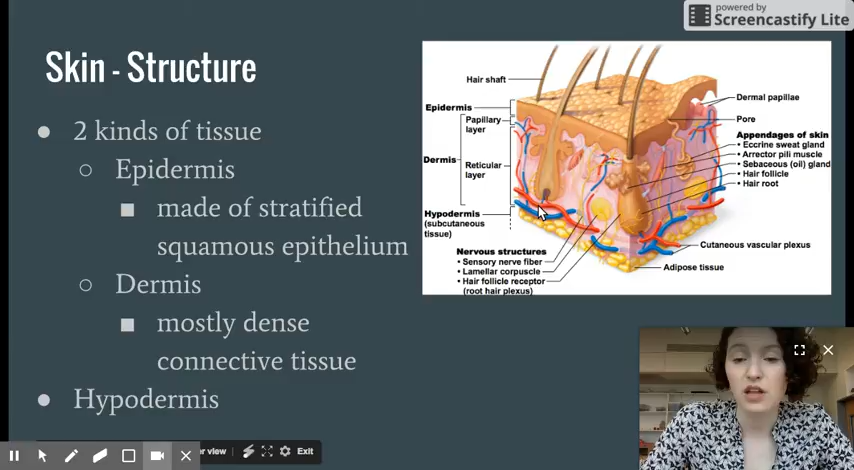 powered by
Screencastify Lite
Skin - Structure
● 2 kinds of tissue
○ Epidermis
■ made of stratified
squamous epithelium
○ Dermis
■ mostly dense
connective tissue
● Hypodermis
Hair shaft
Epidermis
Papillary
layer
Dermis
Reticular
layer
Hypodermis
(subcutaneous
tissue)
Nervous structures
• Sensory nerve fiber
• Lamellar corpuscle
• Hair follicle receptor
(root hair plexus)
Dermal papillae
Pore
Appendages of skin
• Eccrine sweat gland
• Arrector pili muscle
• Sebaceous (oil) gland
• Hair follicle
• Hair root
Cutaneous vascular plexus
Adipose tissue
view
Exit